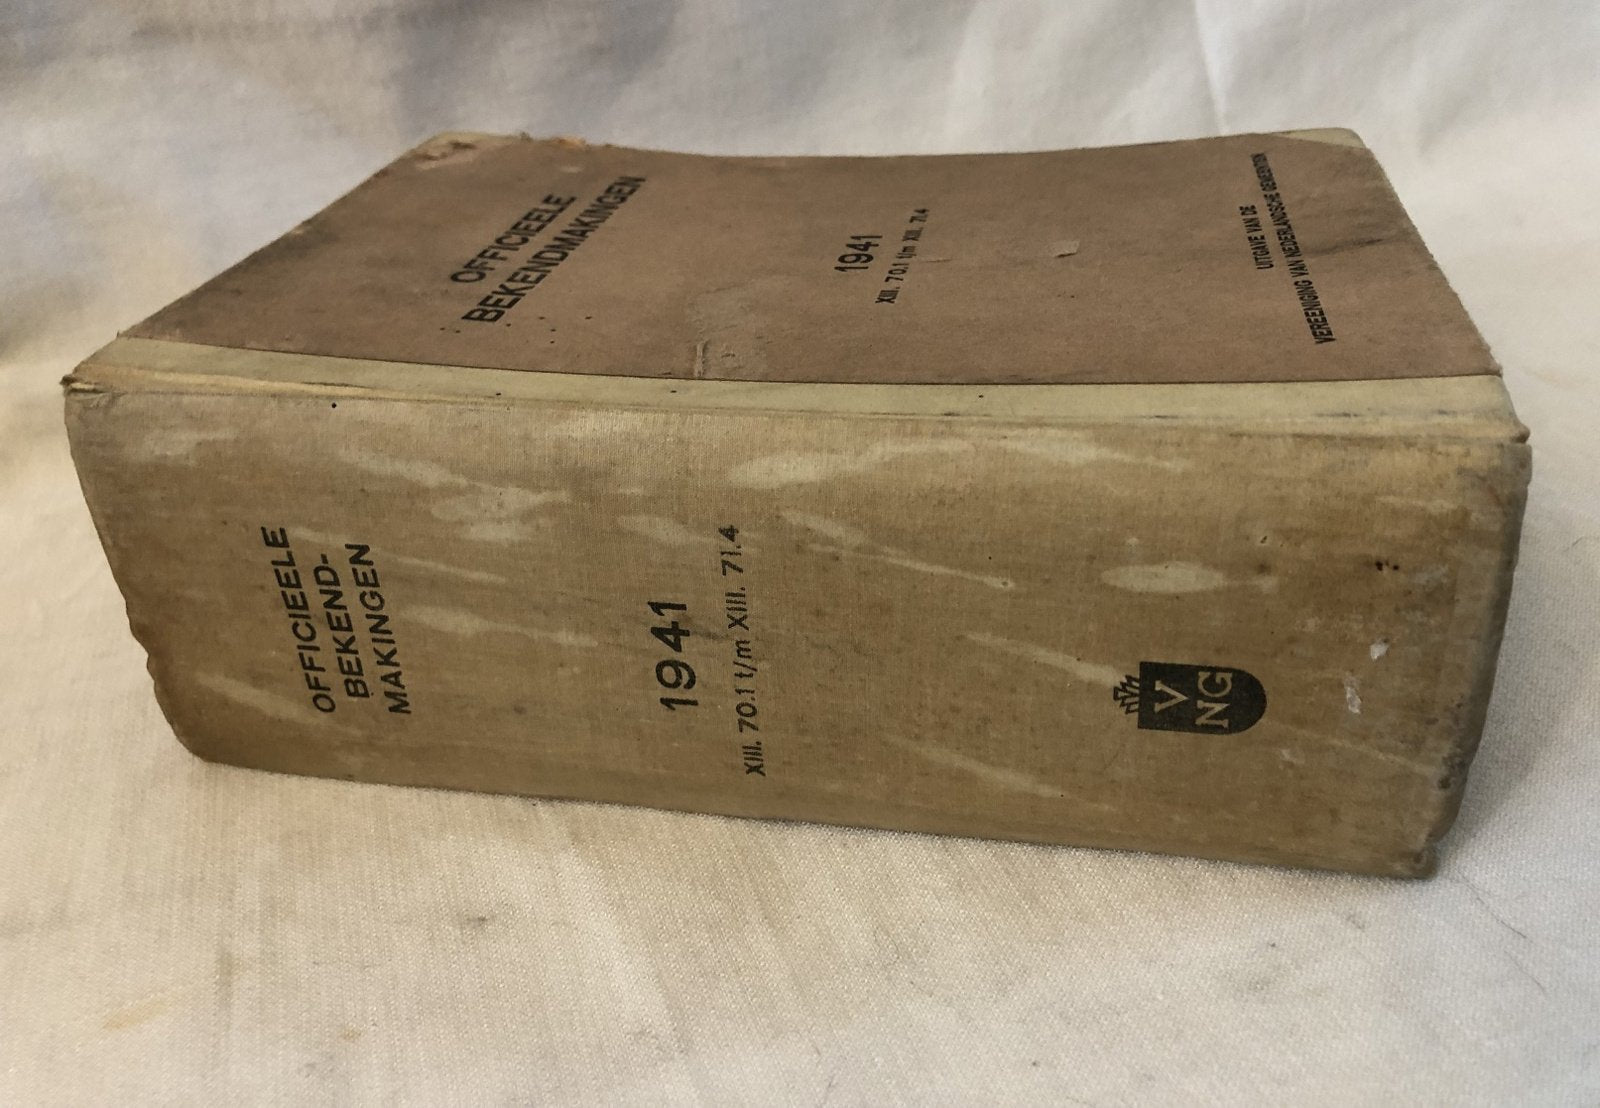 OFFICIEELE
BEKENDMAKINGEN
1941
XIII. 70.1 t/m XIII. 71.4
UITGAVE VAN DE
VEREENIGING VAN NEDERLANDSCHE GEMEENTEN
OFFICIEELE
BEKEND-
MAKINGEN
1941
XIII. 70.1 t/m XIII. 71.4
V
NG